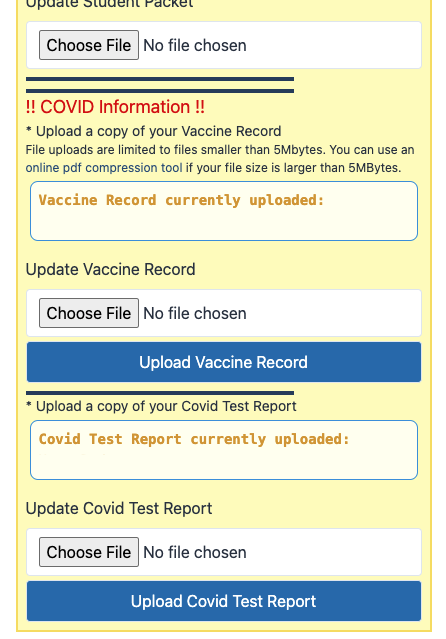 Update Student Packet
Choose File No file chosen
!! COVID Information !!
* Upload a copy of your Vaccine Record
File uploads are limited to files smaller than 5Mbytes. You can use an
online pdf compression tool if your file size is larger than 5MBytes.
Vaccine Record currently uploaded:
Update Vaccine Record
Choose File No file chosen
Upload Vaccine Record
* Upload a copy of your Covid Test Report
Covid Test Report currently uploaded:
Update Covid Test Report
Choose File No file chosen
Upload Covid Test Report